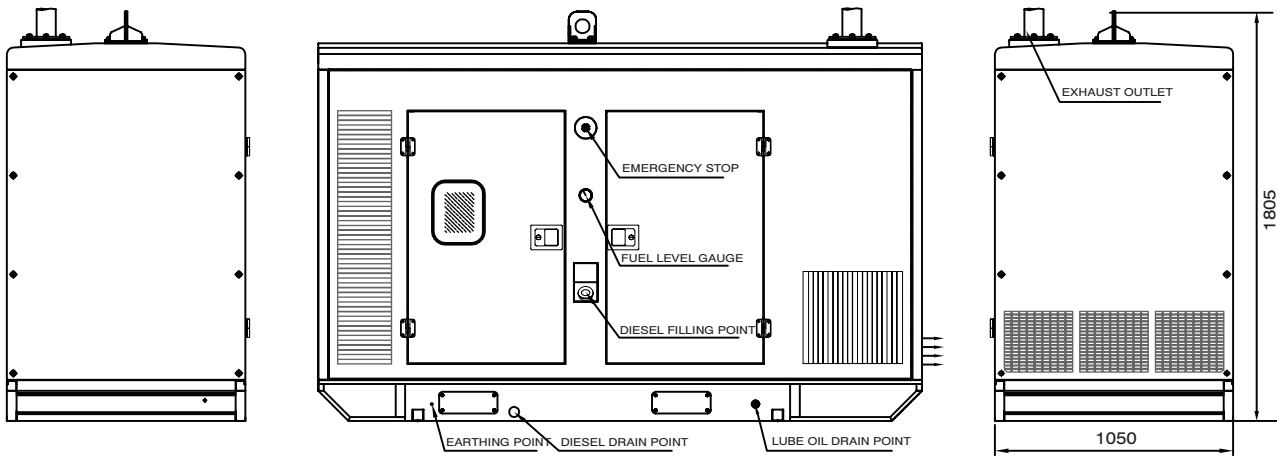 EXHAUST OUTLET
EMERGENCY STOP
1805
FUEL LEVEL GAUGE
DIESEL FILLING POINT
EARTHING POINT
DIESEL DRAIN POINT
LUBE OIL DRAIN POINT
1050